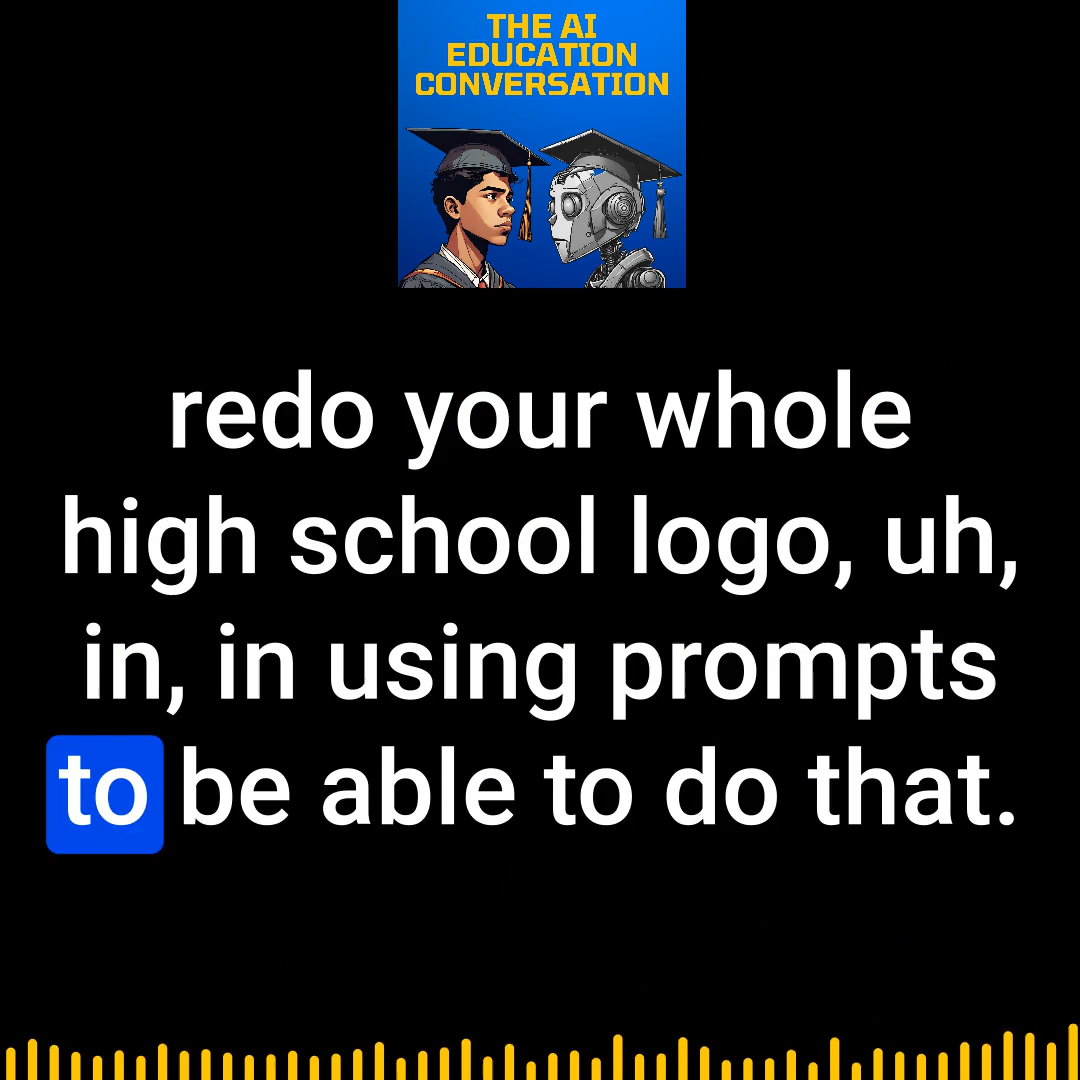 THE AI
EDUCATION
CONVERSATION
redo your whole
high school logo, uh,
in, in using prompts
to be able to do that.